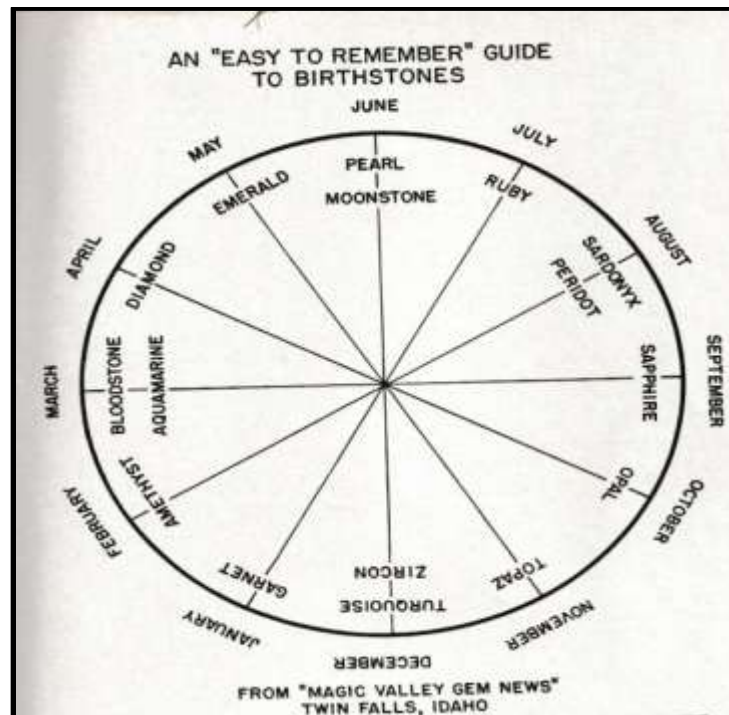 AN "EASY TO REMEMBER" GUIDE
TO BIRTHSTONES
JUNE
PEARL
MOONSTONE
JULY
RUBY
AUGUST
SARDONYX
PERIDOT
SEPTEMBER
SAPPHIRE
OCTOBER
OPAL
NOVEMBER
TOPAZ
DECEMBER
TURQUOISE
ZIRCON
JANUARY
GARNET
FEBRUARY
AMETHYST
MARCH
BLOODSTONE
AQUAMARINE
APRIL
DIAMOND
MAY
EMERALD
FROM "MAGIC VALLEY GEM NEWS"
TWIN FALLS, IDAHO